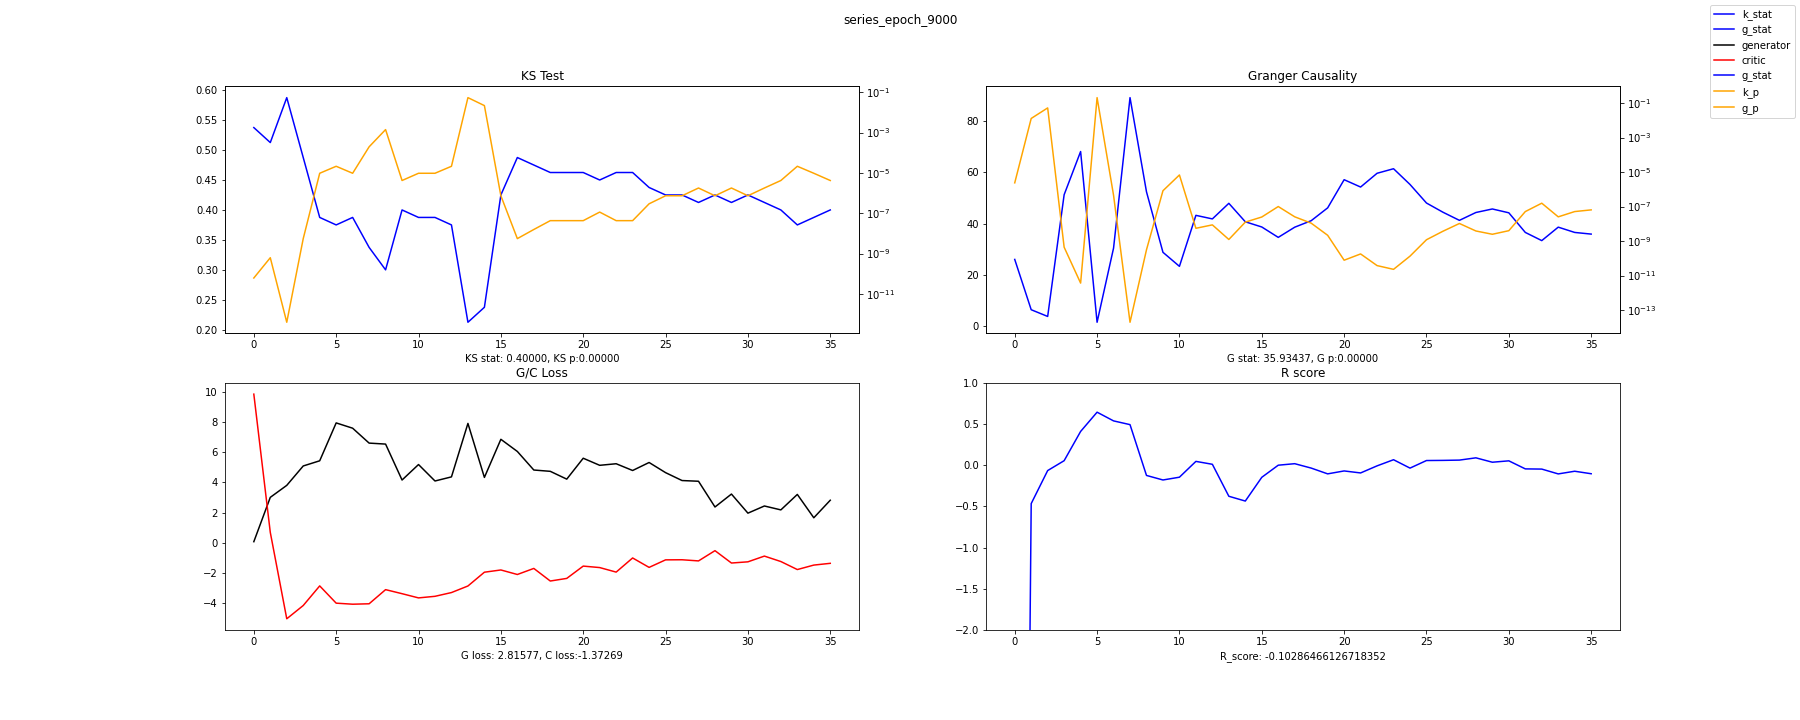 series_epoch_9000
k_stat
g_stat
generator
critic
g_stat
k_p
g_p
KS Test
0.60
0.55
0.50
0.45
0.40
0.35
0.30
0.25
0.20
10⁻¹
10⁻³
10⁻⁵
10⁻⁷
10⁻⁹
10⁻¹¹
0 5 10 15 20 25 30 35
KS stat: 0.40000, KS p:0.00000
Granger Causality
80
60
40
20
0
10⁻¹
10⁻³
10⁻⁵
10⁻⁷
10⁻⁹
10⁻¹¹
10⁻¹³
0 5 10 15 20 25 30 35
G stat: 35.93437, G p:0.00000
G/C Loss
10
8
6
4
2
0
−2
−4
0 5 10 15 20 25 30 35
G loss: 2.81577, C loss:-1.37269
R score
1.0
0.5
0.0
−0.5
−1.0
−1.5
−2.0
0 5 10 15 20 25 30 35
R_score: -0.10286466126718352